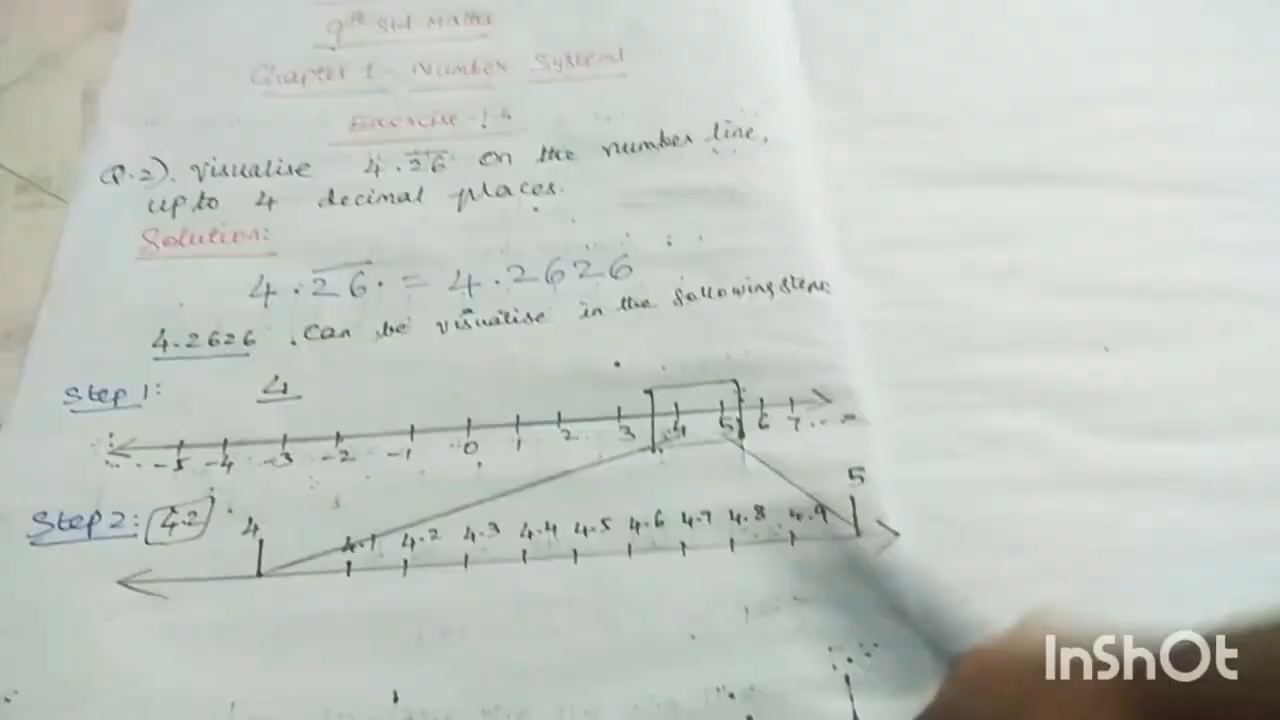 9th Std Maths
Chapter 1 - Number System
Exercise 1.4
Q.2). Visualise 4.2̅6̅ on the number line,
up to 4 decimal places.
Solution:
4.2̅6̅. = 4.2626
4.2626 . Can be visualise in the following steps
Step 1: 4
-5 -4 -3 -2 -1 0 1 2 3 4 5 6 7 ...
Step 2: 4.2
4 4.1 4.2 4.3 4.4 4.5 4.6 4.7 4.8 4.9 5
InShOt